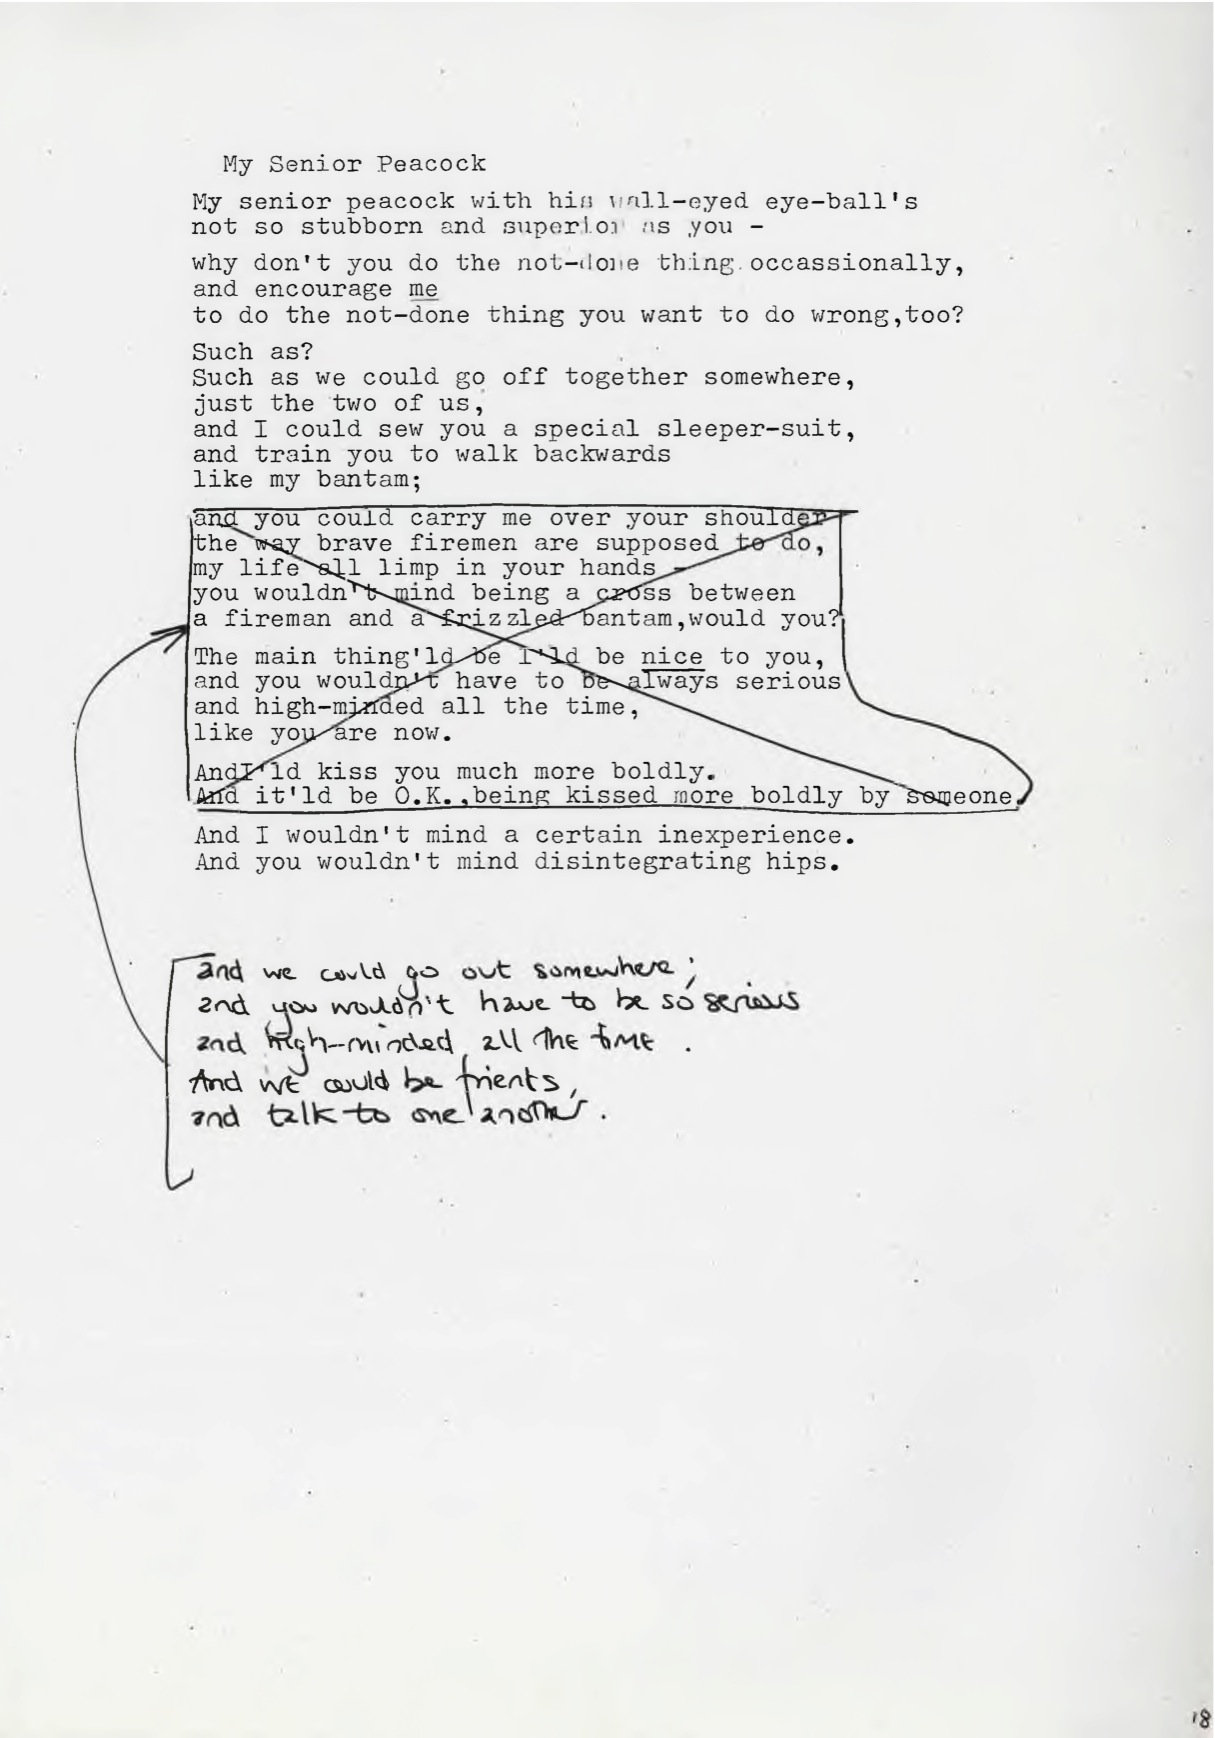 My Senior Peacock
My senior peacock with his wall-eyed eye-ball's
not so stubborn and superior as you -
why don't you do the not-done thing occassionally,
and encourage me
to do the not-done thing you want to do wrong,too?
Such as?
Such as we could go off together somewhere,
just the two of us,
and I could sew you a special sleeper-suit,
and train you to walk backwards
like my bantam;
and you could carry me over your shoulder
the way brave firemen are supposed to do,
my life all limp in your hands -
you wouldn't mind being a cross between
a fireman and a frizzled bantam,would you?
The main thing'ld be I'ld be nice to you,
and you wouldn't have to be always serious
and high-minded all the time,
like you are now.
AndI'ld kiss you much more boldly.
And it'ld be O.K.,being kissed more boldly by someone.
And I wouldn't mind a certain inexperience.
And you wouldn't mind disintegrating hips.
and we could go out somewhere;
and you wouldn't have to be so serious
and high-minded all the time.
And we could be frients,
and talk to one another.
18